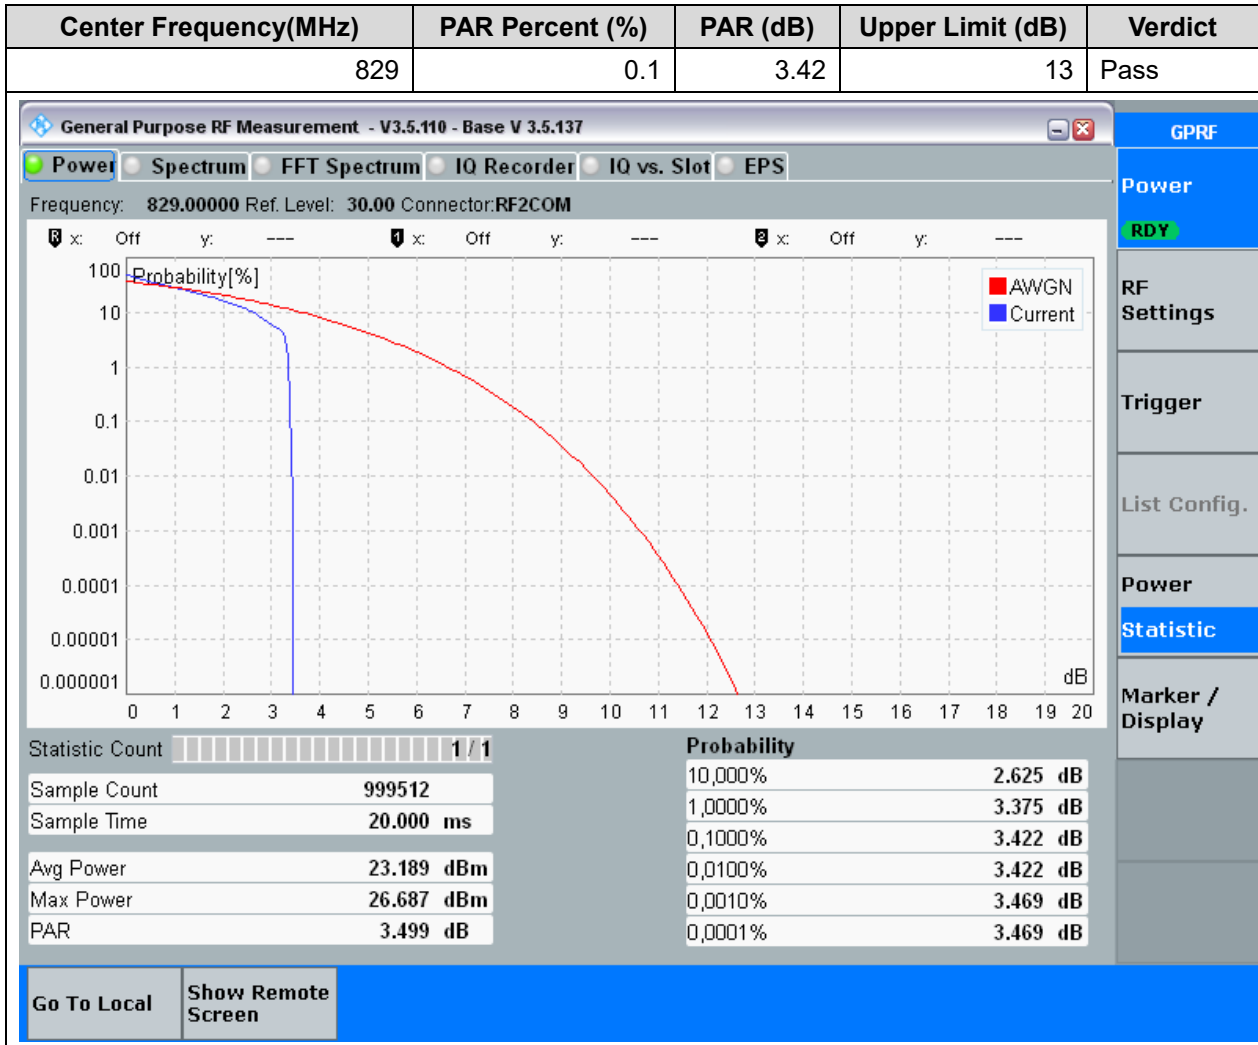 Center Frequency(MHz) PAR Percent (%) PAR (dB) Upper Limit (dB) Verdict
829 0.1 3.42 13 Pass
General Purpose RF Measurement - V3.5.110 - Base V 3.5.137
GPRF
Power Spectrum FFT Spectrum IQ Recorder IQ vs. Slot EPS
Power
RDY
Frequency: 829.00000 Ref. Level: 30.00 Connector:RF2COM
R x: Off y: --- 1 x: Off y: --- 2 x: Off y: ---
Probability[%]
AWGN
Current
100
10
1
0.1
0.01
0.001
0.0001
0.00001
0.000001
dB
0 1 2 3 4 5 6 7 8 9 10 11 12 13 14 15 16 17 18 19 20
RF
Settings
Trigger
List Config.
Power
Statistic
Marker /
Display
Statistic Count 1 / 1
Sample Count 999512
Sample Time 20.000 ms
Avg Power 23.189 dBm
Max Power 26.687 dBm
PAR 3.499 dB
Probability
10,000% 2.625 dB
1,0000% 3.375 dB
0,1000% 3.422 dB
0,0100% 3.422 dB
0,0010% 3.469 dB
0,0001% 3.469 dB
Go To Local
Show Remote
Screen